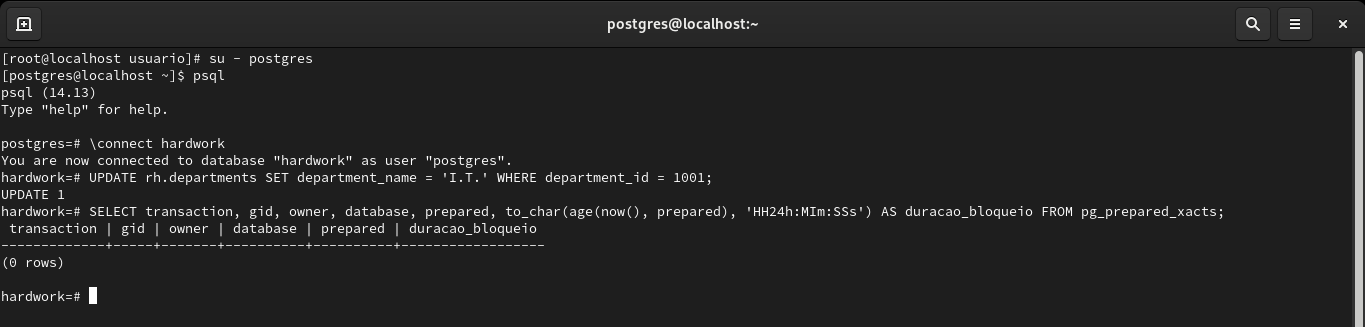 postgres@localhost:~
[root@localhost usuario]# su - postgres
[postgres@localhost ~]$ psql
psql (14.13)
Type "help" for help.
postgres=# \connect hardwork
You are now connected to database "hardwork" as user "postgres".
hardwork=# UPDATE rh.departments SET department_name = 'I.T.' WHERE department_id = 1001;
UPDATE 1
hardwork=# SELECT transaction, gid, owner, database, prepared, to_char(age(now(), prepared), 'HH24h:MIm:SSs') AS duracao_bloqueio FROM pg_prepared_xacts;
 transaction | gid | owner | database | prepared | duracao_bloqueio
-------------+-----+-------+----------+----------+------------------
(0 rows)
hardwork=#